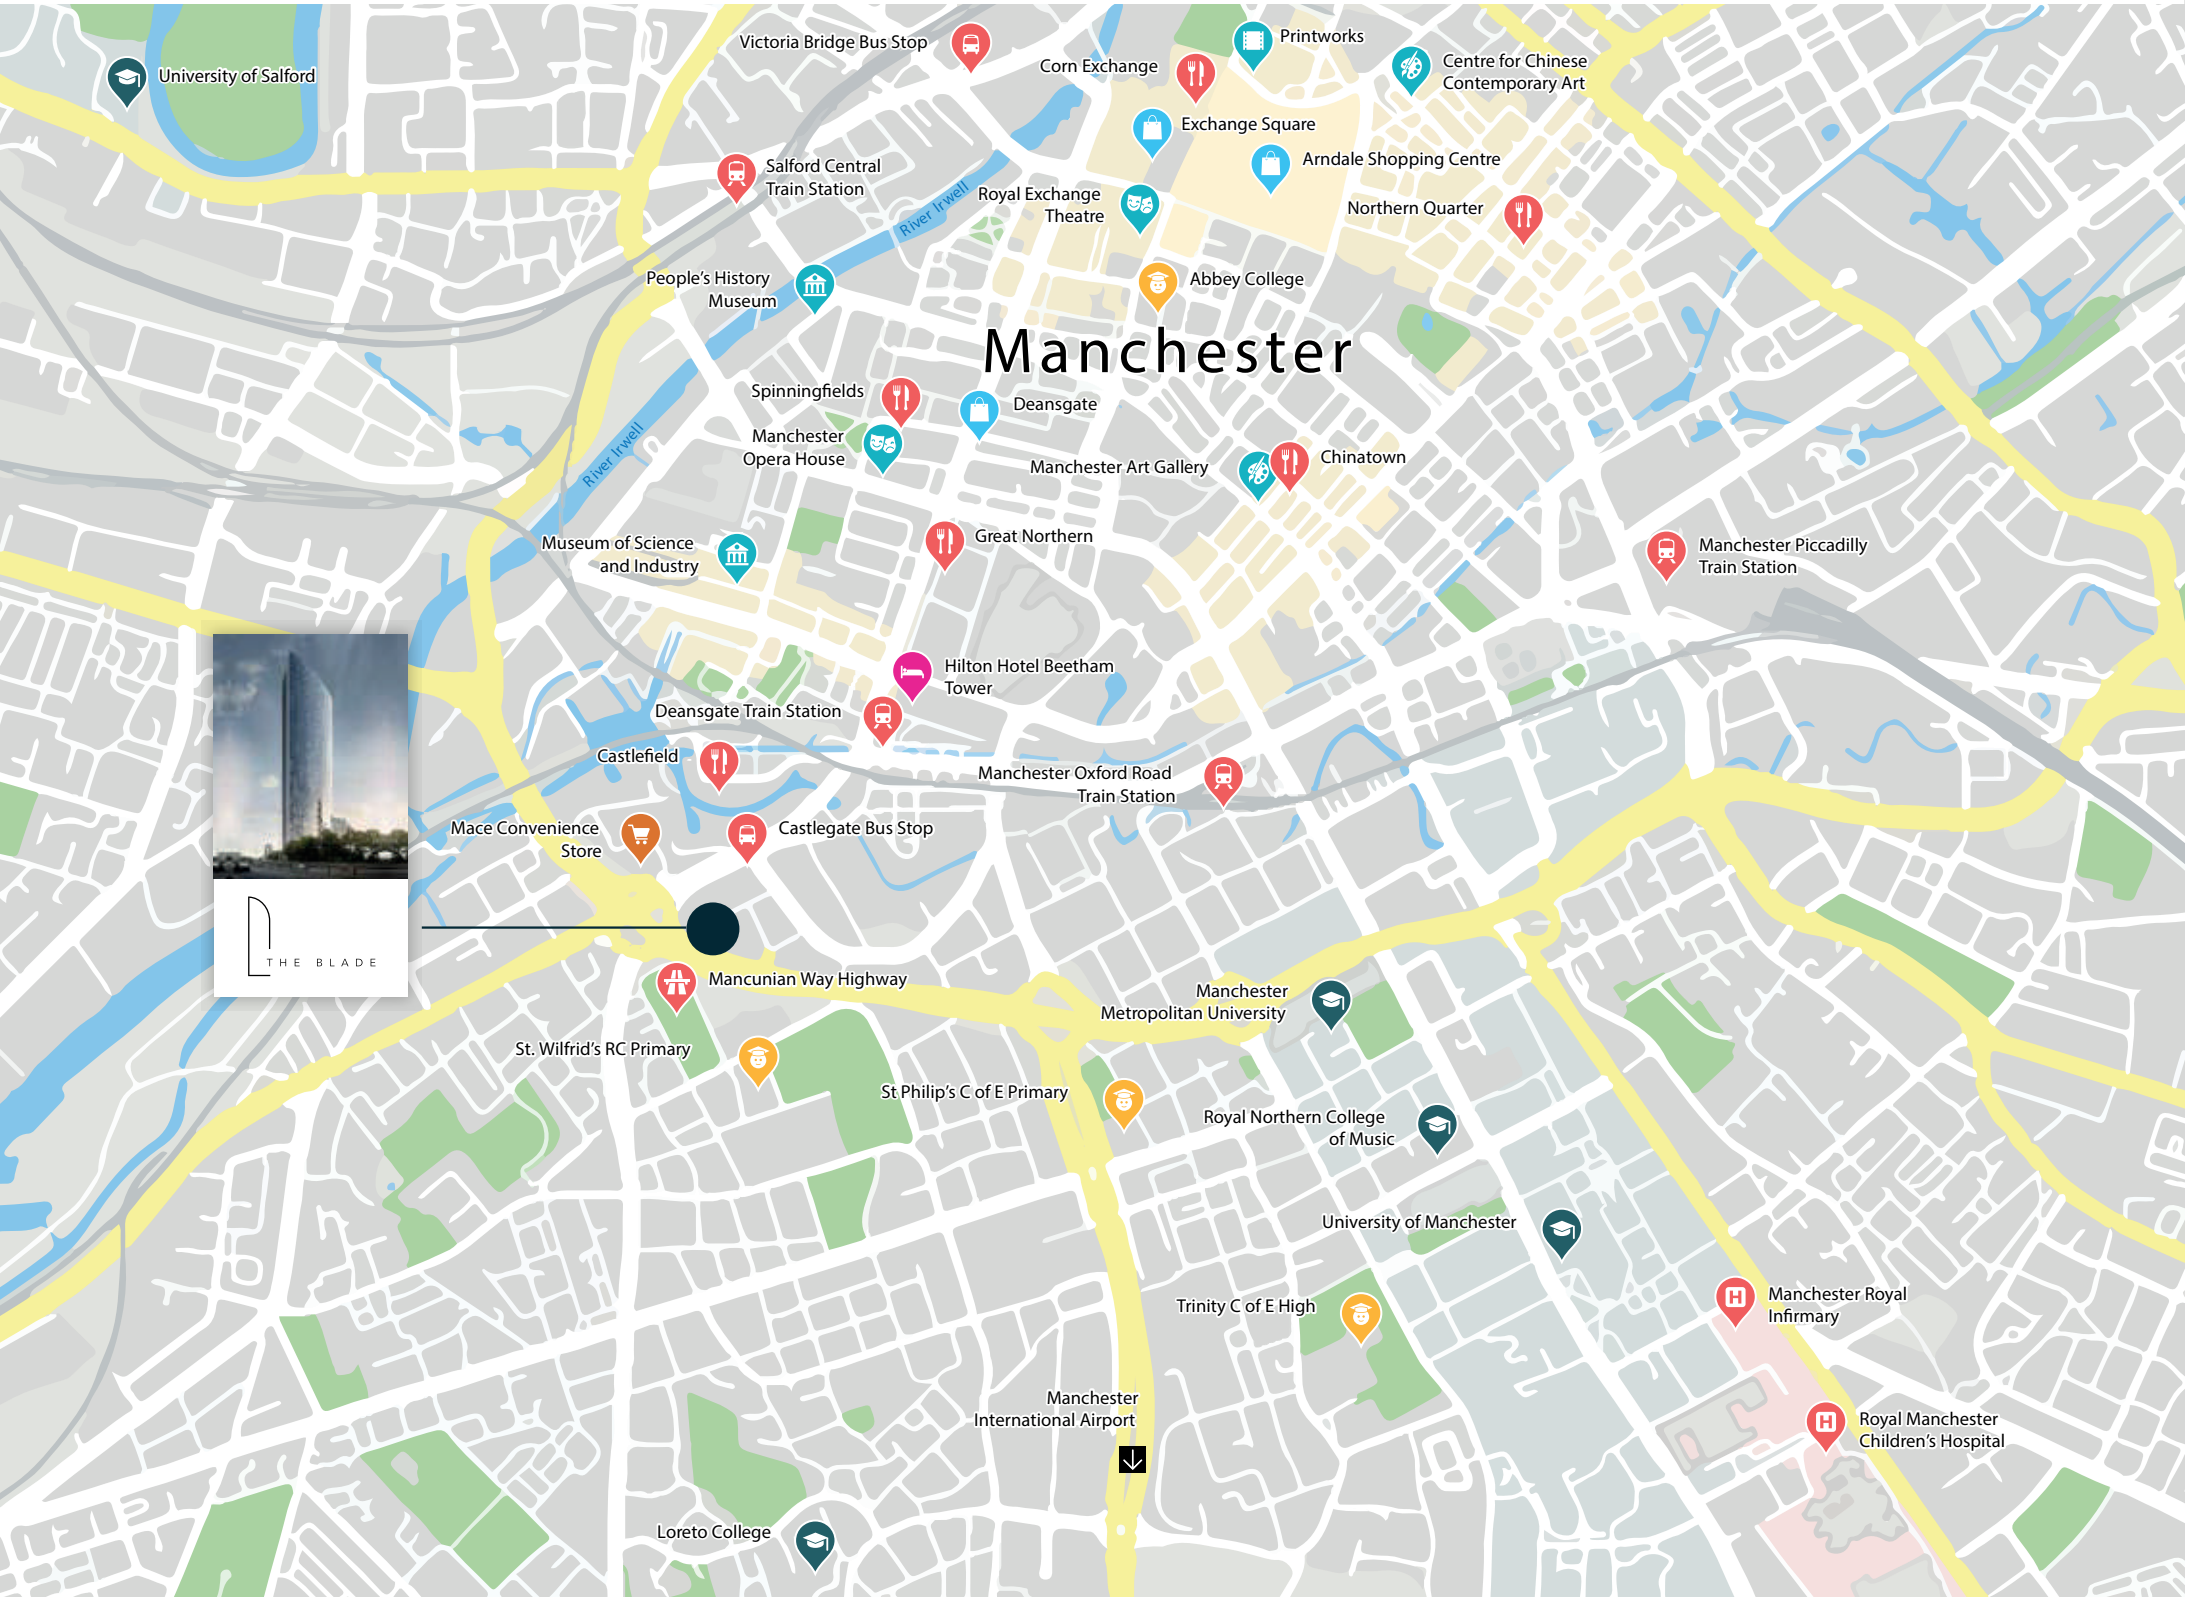 Victoria Bridge Bus Stop
Printworks
Corn Exchange
Centre for Chinese
Contemporary Art
University of Salford
Exchange Square
Salford Central
Train Station
Arndale Shopping Centre
River Irwell
Royal Exchange
Theatre
Northern Quarter
People's History
Museum
Abbey College
Manchester
Spinningfields
Deansgate
Manchester
Opera House
River Irwell
Manchester Art Gallery
Chinatown
Museum of Science
and Industry
Great Northern
Manchester Piccadilly
Train Station
Hilton Hotel Beetham
Tower
Deansgate Train Station
Castlefield
Manchester Oxford Road
Train Station
Mace Convenience
Store
Castlegate Bus Stop
THE BLADE
Mancunian Way Highway
Manchester
Metropolitan University
St. Wilfrid's RC Primary
St Philip's C of E Primary
Royal Northern College
of Music
University of Manchester
Trinity C of E High
H
Manchester Royal
Infirmary
Manchester
International Airport
H
Royal Manchester
Children's Hospital
Loreto College